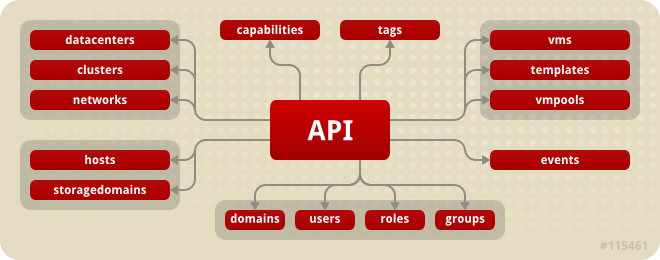 capabilities
tags
datacenters
clusters
networks
vms
templates
vmpools
API
hosts
storagedomains
events
domains
users
roles
groups
#115461